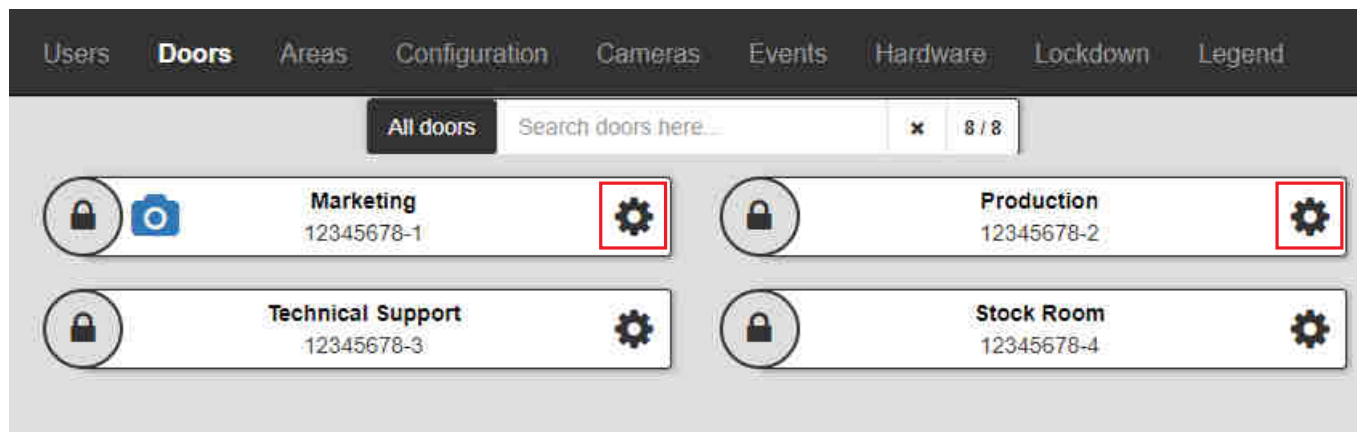 Users Doors Areas Configuration Cameras Events Hardware Lockdown Legend
All doors Search doors here... × 8 / 8
Marketing
12345678-1
Production
12345678-2
Technical Support
12345678-3
Stock Room
12345678-4